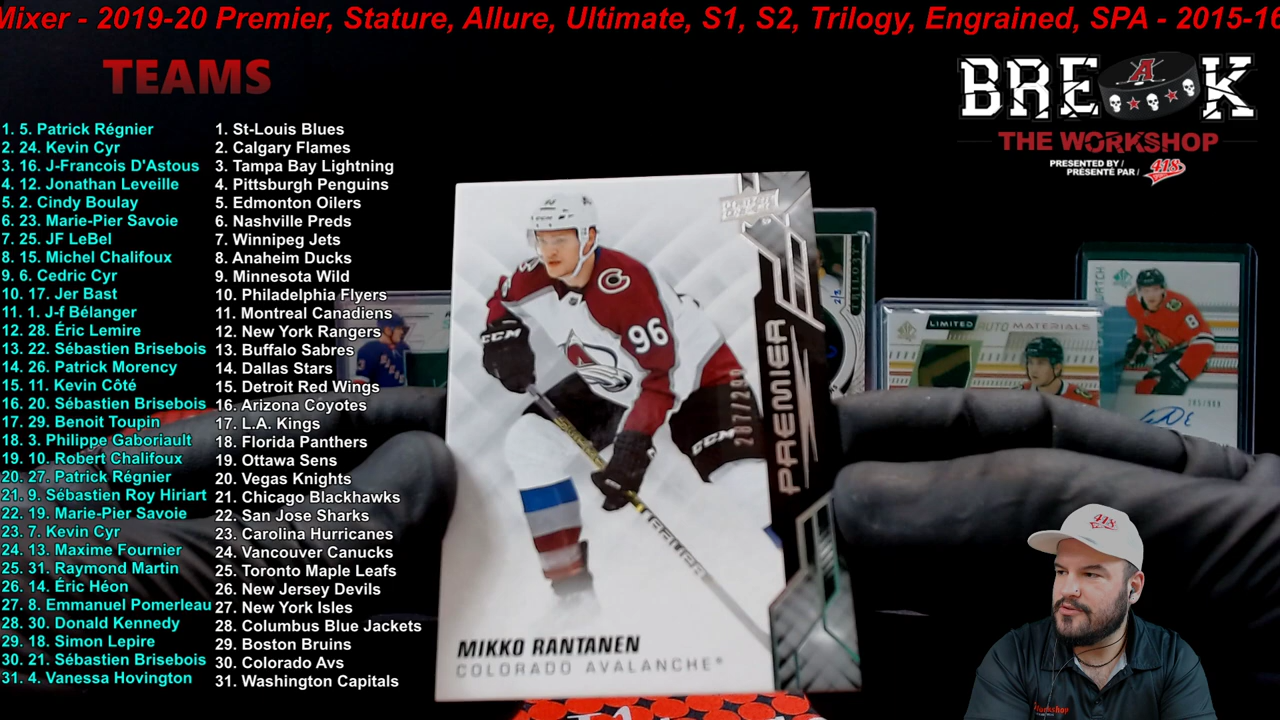 Mixer - 2019-20 Premier, Stature, Allure, Ultimate, S1, S2, Trilogy, Engrained, SPA - 2015-16
TEAMS
1. 5. Patrick Régnier
2. 24. Kevin Cyr
3. 16. J-Francois D'Astous
4. 12. Jonathan Leveille
5. 2. Cindy Boulay
6. 23. Marie-Pier Savoie
7. 25. JF LeBel
8. 15. Michel Chalifoux
9. 6. Cedric Cyr
10. 17. Jer Bast
11. 1. J-f Bélanger
12. 28. Éric Lemire
13. 22. Sébastien Brisebois
14. 26. Patrick Morency
15. 11. Kevin Côté
16. 20. Sébastien Brisebois
17. 29. Benoit Toupin
18. 3. Philippe Gaboriault
19. 10. Robert Chalifoux
20. 27. Patrick Régnier
21. 9. Sébastien Roy Hiriart
22. 19. Marie-Pier Savoie
23. 7. Kevin Cyr
24. 13. Maxime Fournier
25. 31. Raymond Martin
26. 14. Éric Héon
27. 8. Emmanuel Pomerleau
28. 30. Donald Kennedy
29. 18. Simon Lepire
30. 21. Sébastien Brisebois
31. 4. Vanessa Hovington
1. St-Louis Blues
2. Calgary Flames
3. Tampa Bay Lightning
4. Pittsburgh Penguins
5. Edmonton Oilers
6. Nashville Preds
7. Winnipeg Jets
8. Anaheim Ducks
9. Minnesota Wild
10. Philadelphia Flyers
11. Montreal Canadiens
12. New York Rangers
13. Buffalo Sabres
14. Dallas Stars
15. Detroit Red Wings
16. Arizona Coyotes
17. L.A. Kings
18. Florida Panthers
19. Ottawa Sens
20. Vegas Knights
21. Chicago Blackhawks
22. San Jose Sharks
23. Carolina Hurricanes
24. Vancouver Canucks
25. Toronto Maple Leafs
26. New Jersey Devils
27. New York Isles
28. Columbus Blue Jackets
29. Boston Bruins
30. Colorado Avs
31. Washington Capitals
BREAK
THE WORKSHOP
PRESENTED BY /
PRÉSENTÉ PAR /
418
96
CCM
CCM
PREMIER
MIKKO RANTANEN
COLORADO AVALANCHE
TRILOGY
LIMITED AUTO MATERIALS
8
418